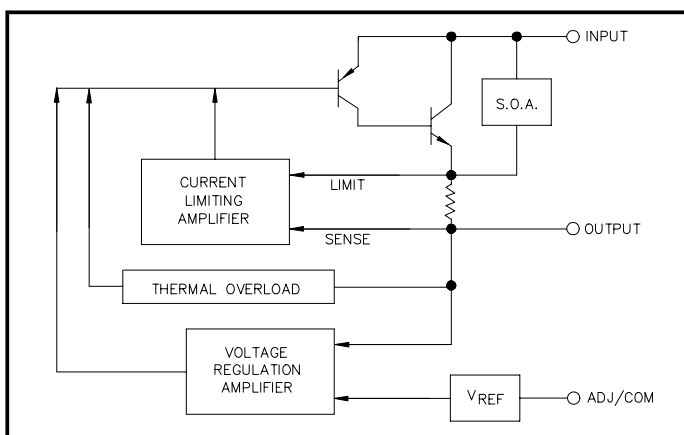 INPUT
S.O.A.
CURRENT
LIMITING
AMPLIFIER
LIMIT
SENSE
OUTPUT
THERMAL OVERLOAD
VOLTAGE
REGULATION
AMPLIFIER
VREF
ADJ/COM